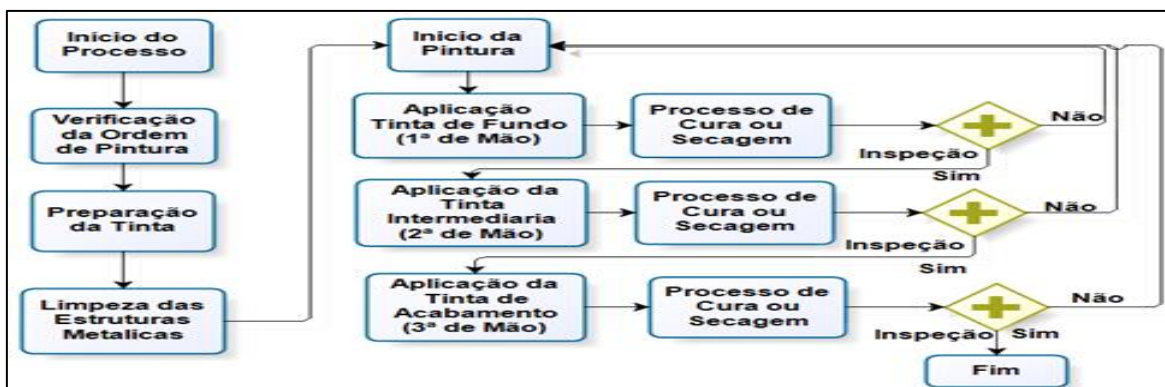 Início do
Processo
Verificação
da Ordem
de Pintura
Preparação
da Tinta
Limpeza das
Estruturas
Metalicas
Inicio da
Pintura
Aplicação
Tinta de Fundo
(1ª de Mão)
Processo de
Cura ou
Secagem
Inspeção
Não
Sim
Aplicação da
Tinta
Intermediaria
(2ª de Mão)
Processo de
Cura ou
Secagem
Inspeção
Não
Sim
Aplicação da
Tinta de
Acabamento
(3ª de Mão)
Processo de
Cura ou
Secagem
Inspeção
Não
Sim
Fim